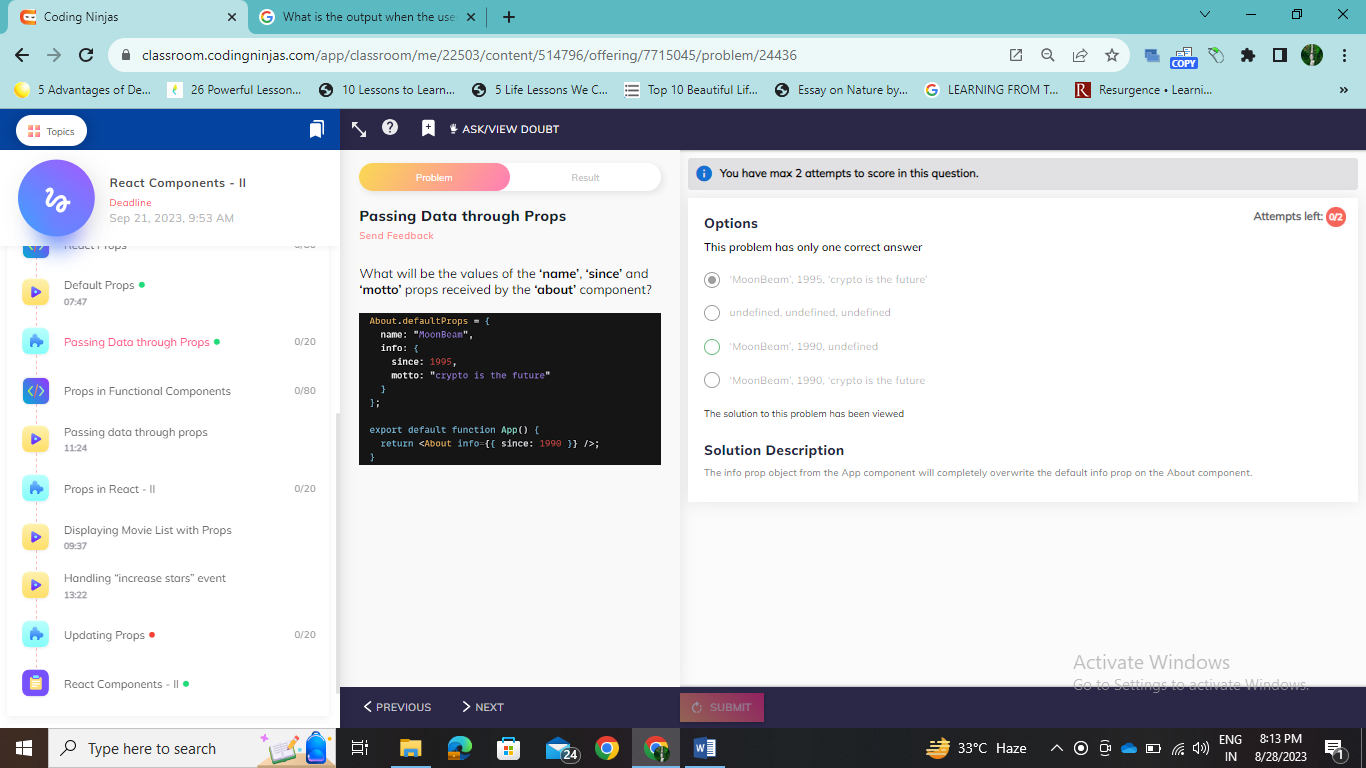 Coding Ninjas
What is the output when the use
classroom.codingninjas.com/app/classroom/me/22503/content/514796/offering/7715045/problem/24436
COPY
5 Advantages of De...
26 Powerful Lesson...
10 Lessons to Learn...
5 Life Lessons We C...
Top 10 Beautiful Lif...
Essay on Nature by...
LEARNING FROM T...
Resurgence • Learni...
Topics
ASK/VIEW DOUBT
React Components - II
Deadline
Sep 21, 2023, 9:53 AM
React Props 0/80
Default Props
07:47
Passing Data through Props 0/20
Props in Functional Components 0/80
Passing data through props
11:24
Props in React - II 0/20
Displaying Movie List with Props
09:37
Handling “increase stars” event
13:22
Updating Props 0/20
React Components - II
Problem
Result
Passing Data through Props
Send Feedback
What will be the values of the ‘name’, ‘since’ and
‘motto’ props received by the ‘about’ component?
About.defaultProps = {
name: "MoonBeam",
info: {
since: 1995,
motto: "crypto is the future"
}
};
export default function App() {
return <About info={{ since: 1990 }} />;
}
PREVIOUS
NEXT
You have max 2 attempts to score in this question.
Options
Attempts left: 0/2
This problem has only one correct answer
‘MoonBeam’, 1995, ‘crypto is the future’
undefined, undefined, undefined
‘MoonBeam’, 1990, undefined
‘MoonBeam’, 1990, ‘crypto is the future
The solution to this problem has been viewed
Solution Description
The info prop object from the App component will completely overwrite the default info prop on the About component.
Activate Windows
Go to Settings to activate Windows.
SUBMIT
Type here to search
24
33°C Haze
ENG
IN
8:13 PM
8/28/2023
1